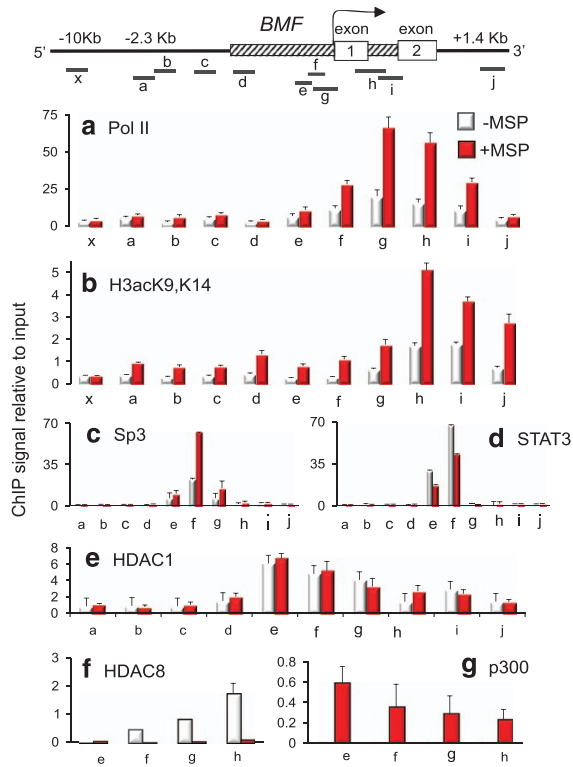 BMF
exon exon
-10Kb -2.3 Kb +1.4 Kb
5' 1 2 3'
x a b c d e f g h i j
a Pol II
-MSP
+MSP
75
50
25
0
x a b c d e f g h i j
b H3acK9,K14
5
4
3
2
1
0
x a b c d e f g h i j
ChIP signal relative to input
c Sp3
70
35
0
a b c d e f g h i j
d STAT3
70
35
0
a b c d e f g h i j
e HDAC1
8
6
4
2
0
a b c d e f g h i j
f HDAC8
3
2
1
0
e f g h
g p300
0.8
0.6
0.4
0.2
0
e f g h